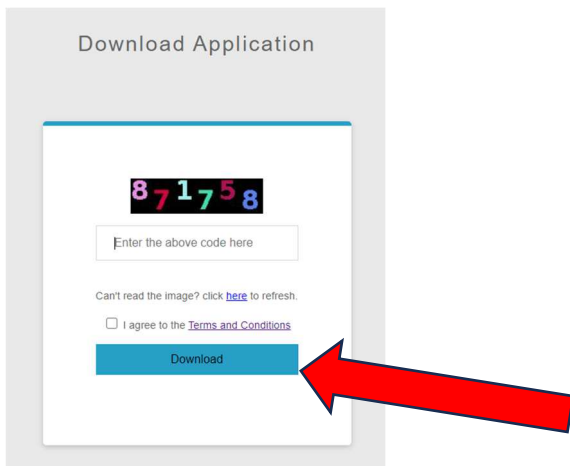 Download Application
871758
Enter the above code here
Can't read the image? click here to refresh.
I agree to the Terms and Conditions
Download